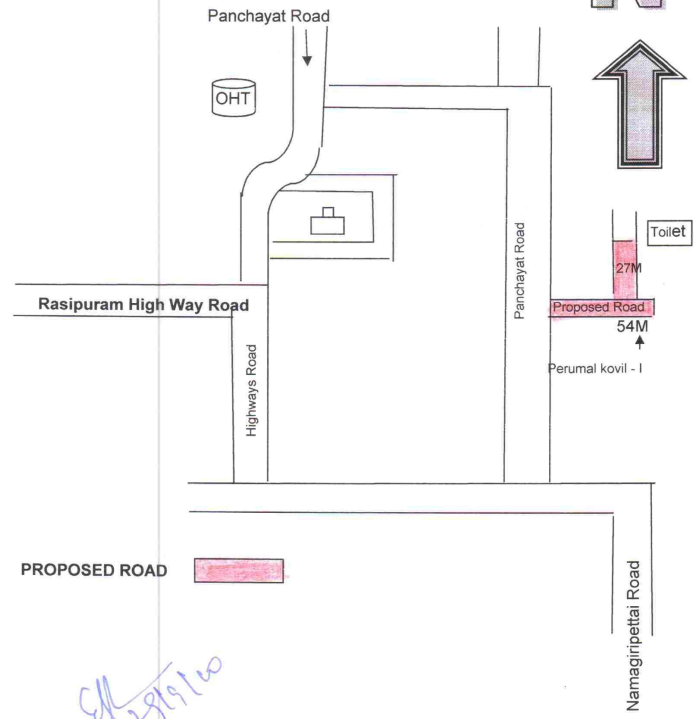 N
Panchayat Road
OHT
Toilet
27M
Rasipuram High Way Road
Panchayat Road
Proposed Road
54M
Perumal kovil - I
Highways Road
PROPOSED ROAD
Namagiripettai Road